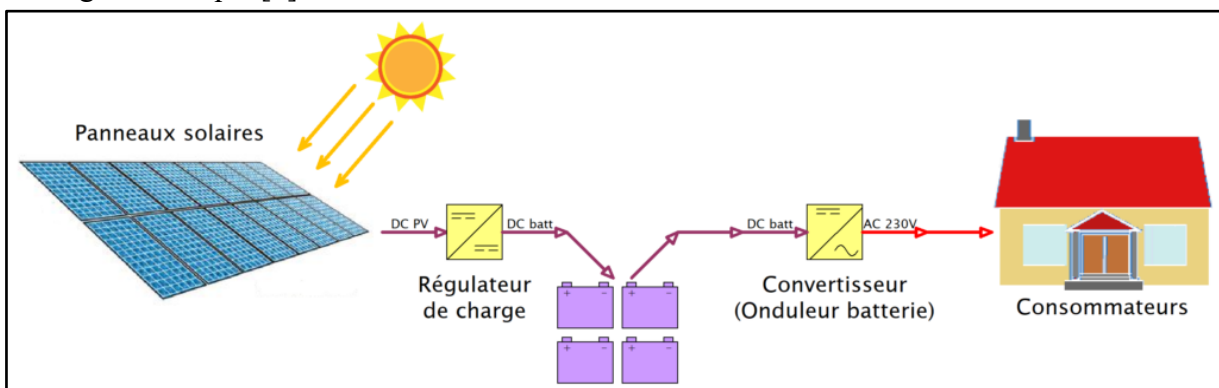 Panneaux solaires
DC PV
DC batt
DC batt
AC 230V
Régulateur
de charge
Convertisseur
(Onduleur batterie)
Consommateurs
+ -
+ -
+ -
+ -